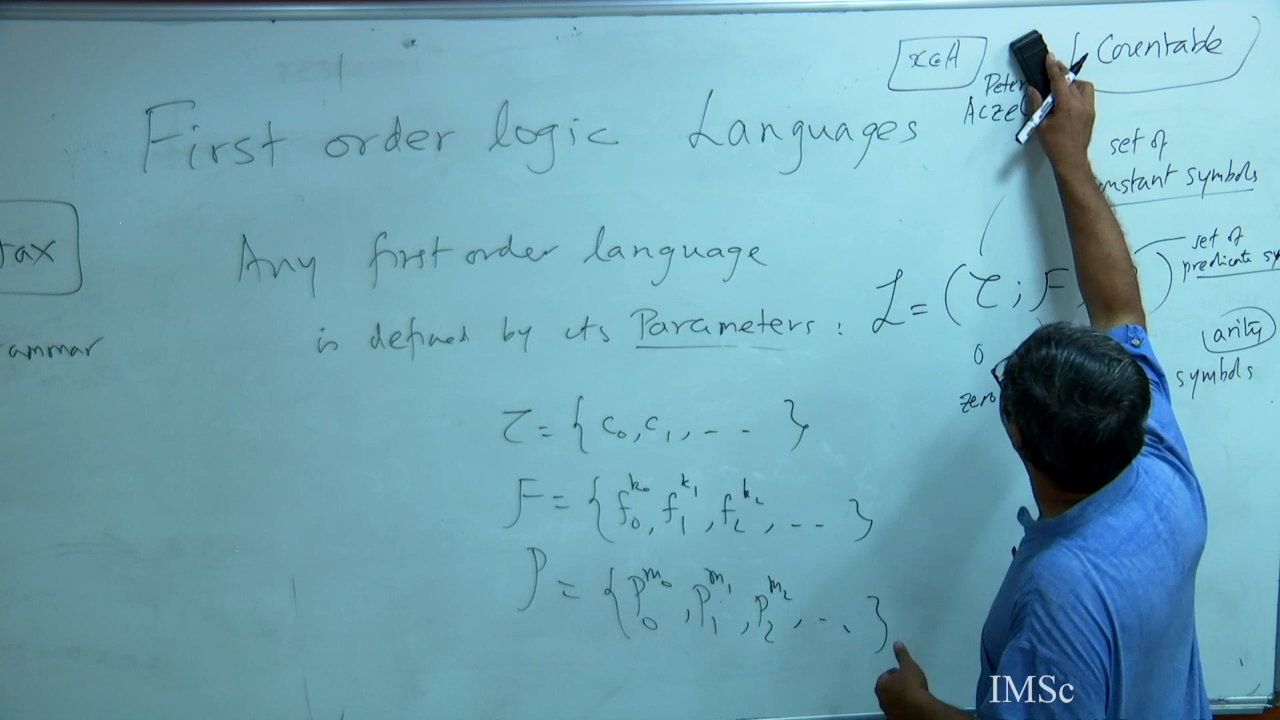 x∈A
Countable
Peter
Aczel
First order logic Languages
set of
constant symbols
tax
Any first order language
set of
predicate sy
is defined by its Parameters : L = (τ ; F
)
ammar
arity
symbols
0
zero
τ = { c₀, c₁, - - }
F = { f₀^k₀, f₁^k₁, f₂^k₂, - - - }
P = { p₀^m₀, p₁^m₁, p₂^m₂, - - - }
IMSc